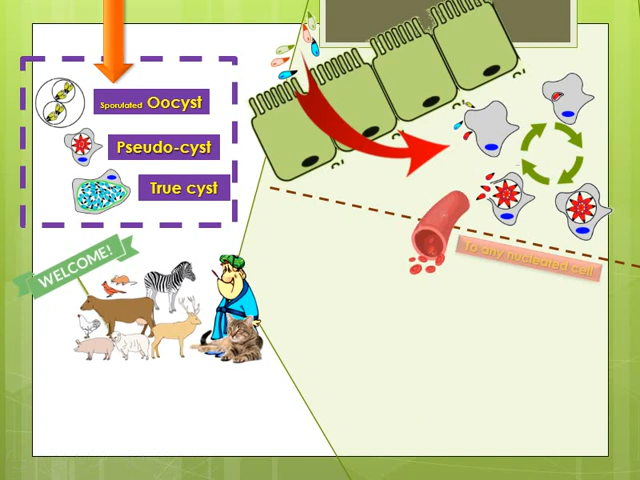 Sporulated Oocyst
Pseudo-cyst
True cyst
WELCOME!
To any nucleated cell